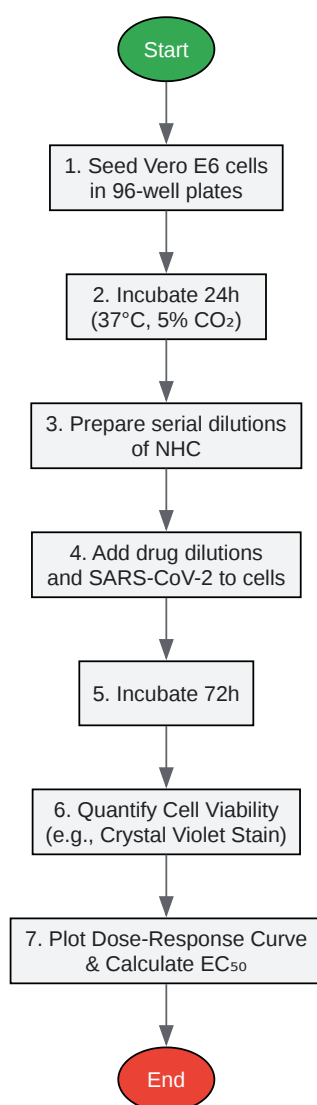 Start
1. Seed Vero E6 cells
in 96-well plates
2. Incubate 24h
(37°C, 5% CO₂)
3. Prepare serial dilutions
of NHC
4. Add drug dilutions
and SARS-CoV-2 to cells
5. Incubate 72h
6. Quantify Cell Viability
(e.g., Crystal Violet Stain)
7. Plot Dose-Response Curve
& Calculate EC₅₀
End